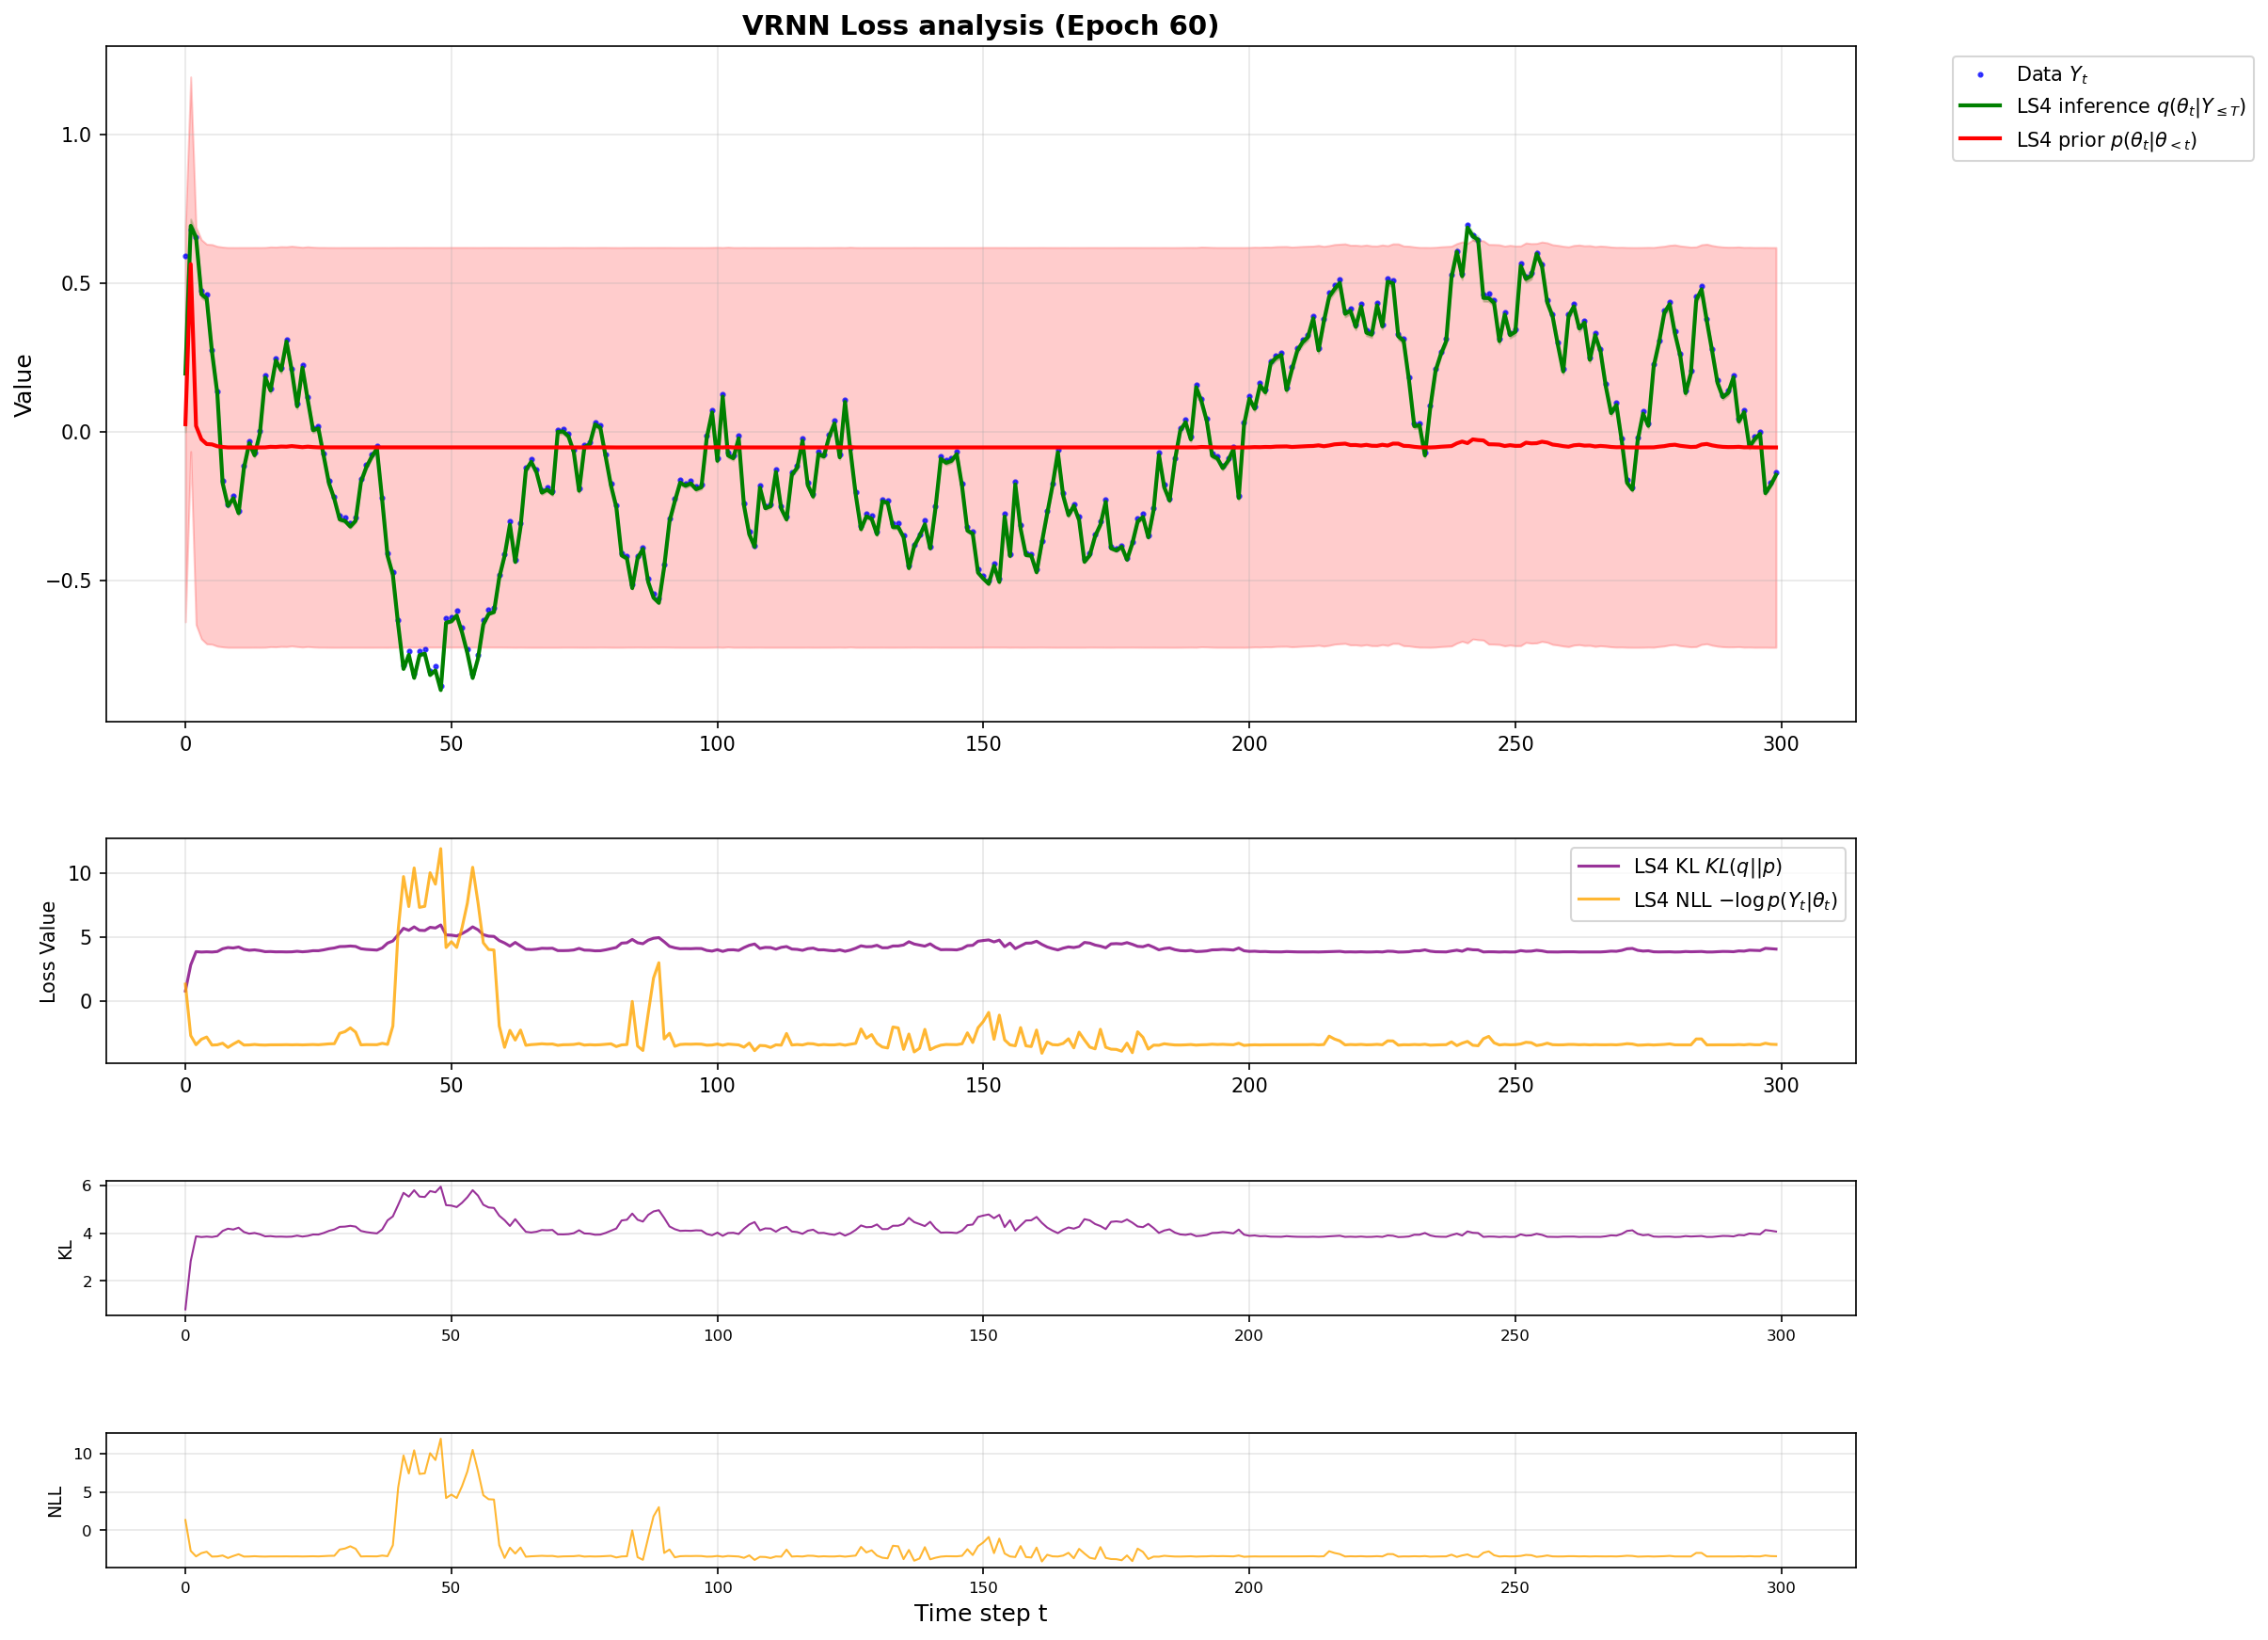 VRNN Loss analysis (Epoch 60)
Data Y_t
LS4 inference q(θ_t|Y_{≤T})
LS4 prior p(θ_t|θ_{<t})
Value
1.0
0.5
0.0
−0.5
0 50 100 150 200 250 300
LS4 KL KL(q||p)
LS4 NLL −log p(Y_t|θ_t)
Loss Value
10
5
0
0 50 100 150 200 250 300
KL
6
4
2
0 50 100 150 200 250 300
NLL
10
5
0
0 50 100 150 200 250 300
Time step t